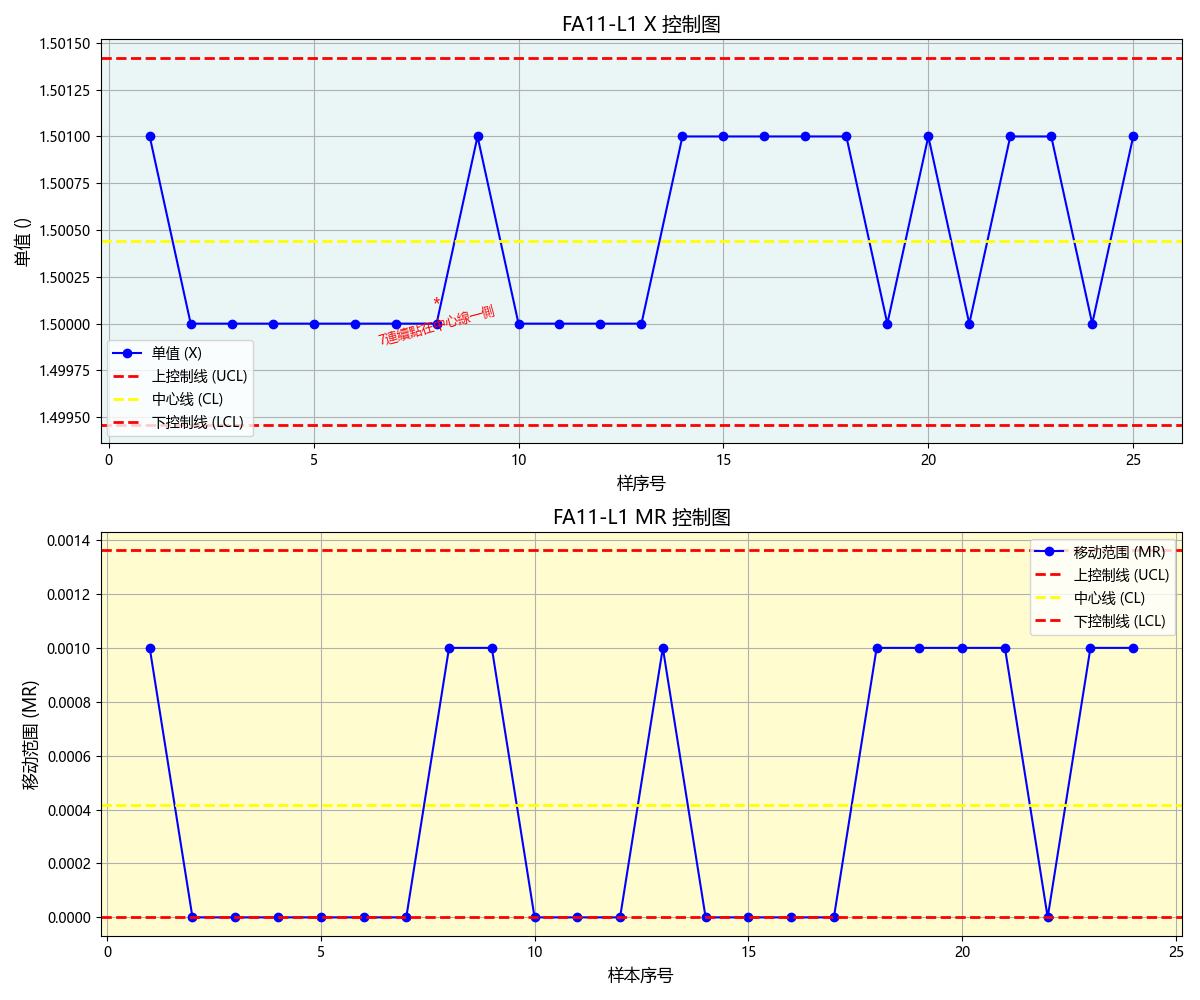 FA11-L1 X 控制图
1.50150
1.50125
1.50100
1.50075
1.50050
1.50025
1.50000
1.49975
1.49950
单值 ()
*
7連續點在中心線一側
单值 (X)
上控制线 (UCL)
中心线 (CL)
下控制线 (LCL)
0 5 10 15 20 25
样序号
FA11-L1 MR 控制图
0.0014
0.0012
0.0010
0.0008
0.0006
0.0004
0.0002
0.0000
移动范围 (MR)
移动范围 (MR)
上控制线 (UCL)
中心线 (CL)
下控制线 (LCL)
0 5 10 15 20 25
样本序号